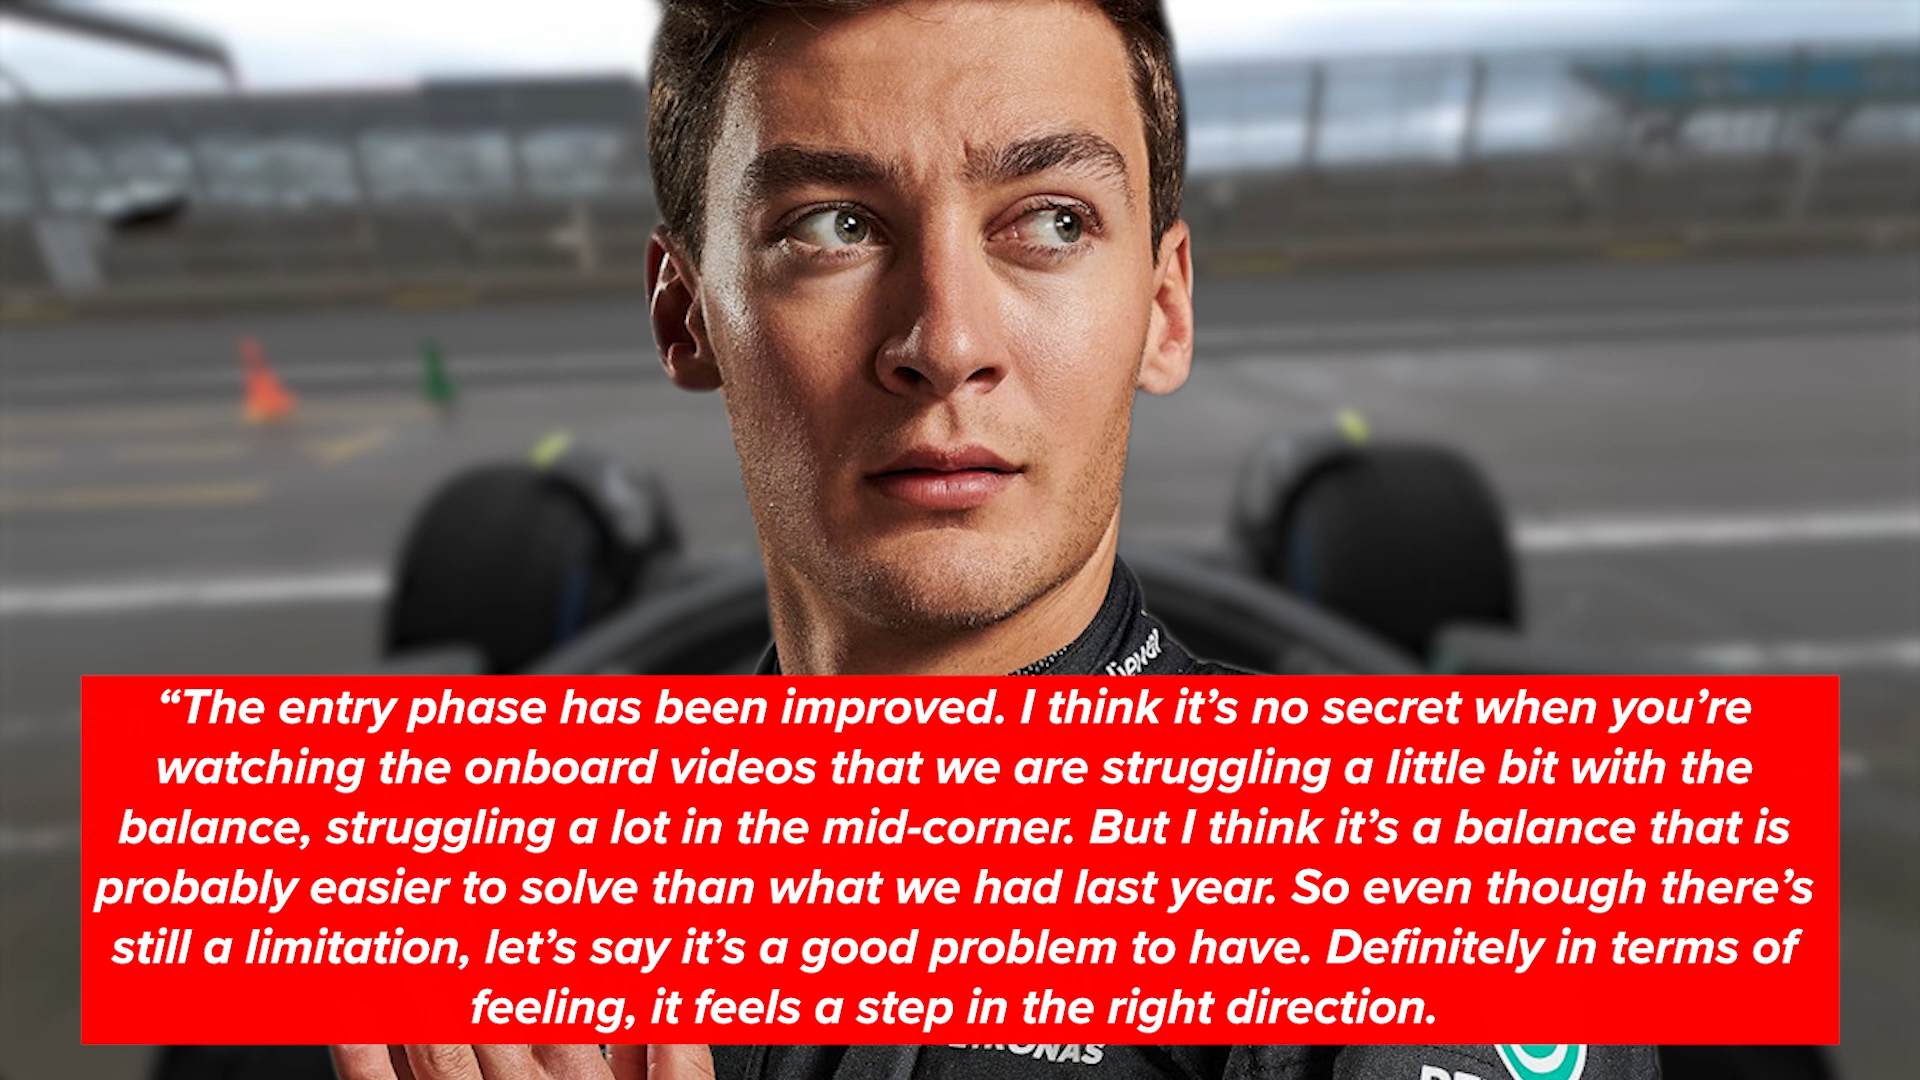 “The entry phase has been improved. I think it’s no secret when you’re
watching the onboard videos that we are struggling a little bit with the
balance, struggling a lot in the mid-corner. But I think it’s a balance that is
probably easier to solve than what we had last year. So even though there’s
still a limitation, let’s say it’s a good problem to have. Definitely in terms of
feeling, it feels a step in the right direction.